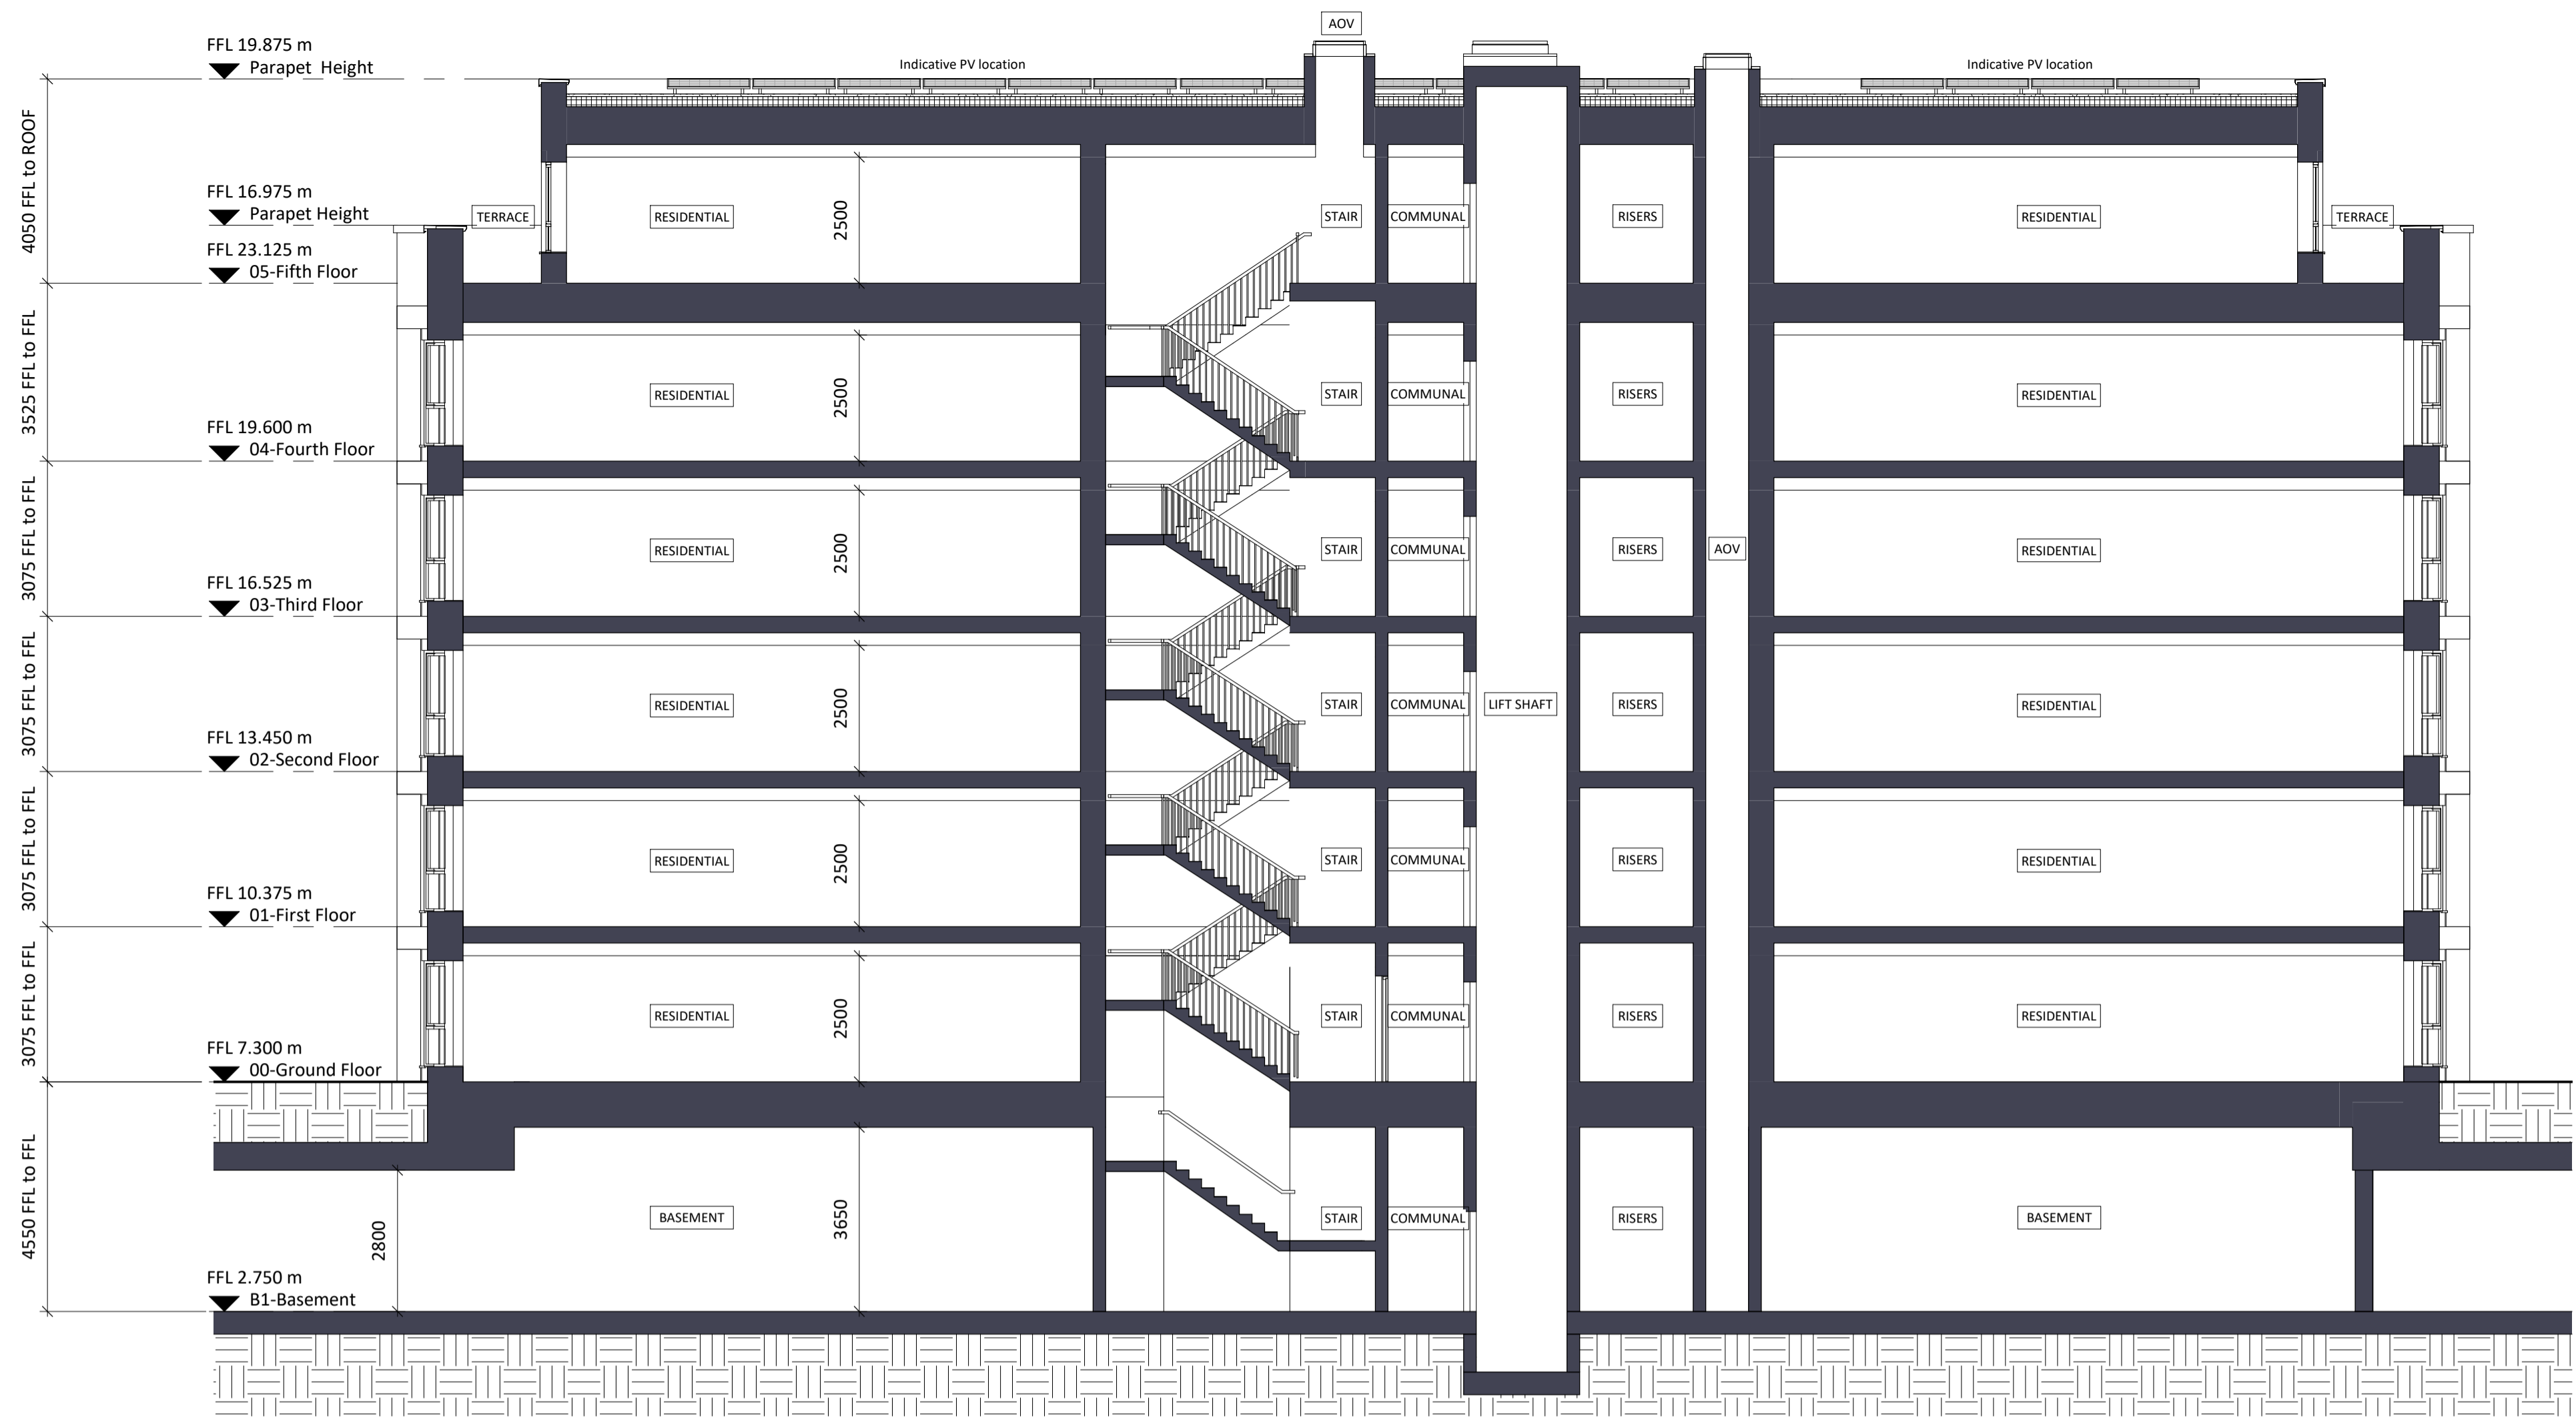 AOV
FFL 19.875 m
Parapet Height
Indicative PV location
Indicative PV location
4050 FFL to ROOF
FFL 16.975 m
Parapet Height
TERRACE
RESIDENTIAL
2500
STAIR
COMMUNAL
RISERS
RESIDENTIAL
TERRACE
FFL 23.125 m
05-Fifth Floor
3525 FFL to FFL
RESIDENTIAL
2500
STAIR
COMMUNAL
RISERS
RESIDENTIAL
FFL 19.600 m
04-Fourth Floor
3075 FFL to FFL
RESIDENTIAL
2500
STAIR
COMMUNAL
RISERS
AOV
RESIDENTIAL
FFL 16.525 m
03-Third Floor
3075 FFL to FFL
RESIDENTIAL
2500
STAIR
COMMUNAL
LIFT SHAFT
RISERS
RESIDENTIAL
FFL 13.450 m
02-Second Floor
3075 FFL to FFL
RESIDENTIAL
2500
STAIR
COMMUNAL
RISERS
RESIDENTIAL
FFL 10.375 m
01-First Floor
3075 FFL to FFL
RESIDENTIAL
2500
STAIR
COMMUNAL
RISERS
RESIDENTIAL
FFL 7.300 m
00-Ground Floor
4550 FFL to FFL
2800
BASEMENT
3650
STAIR
COMMUNAL
RISERS
BASEMENT
FFL 2.750 m
B1-Basement